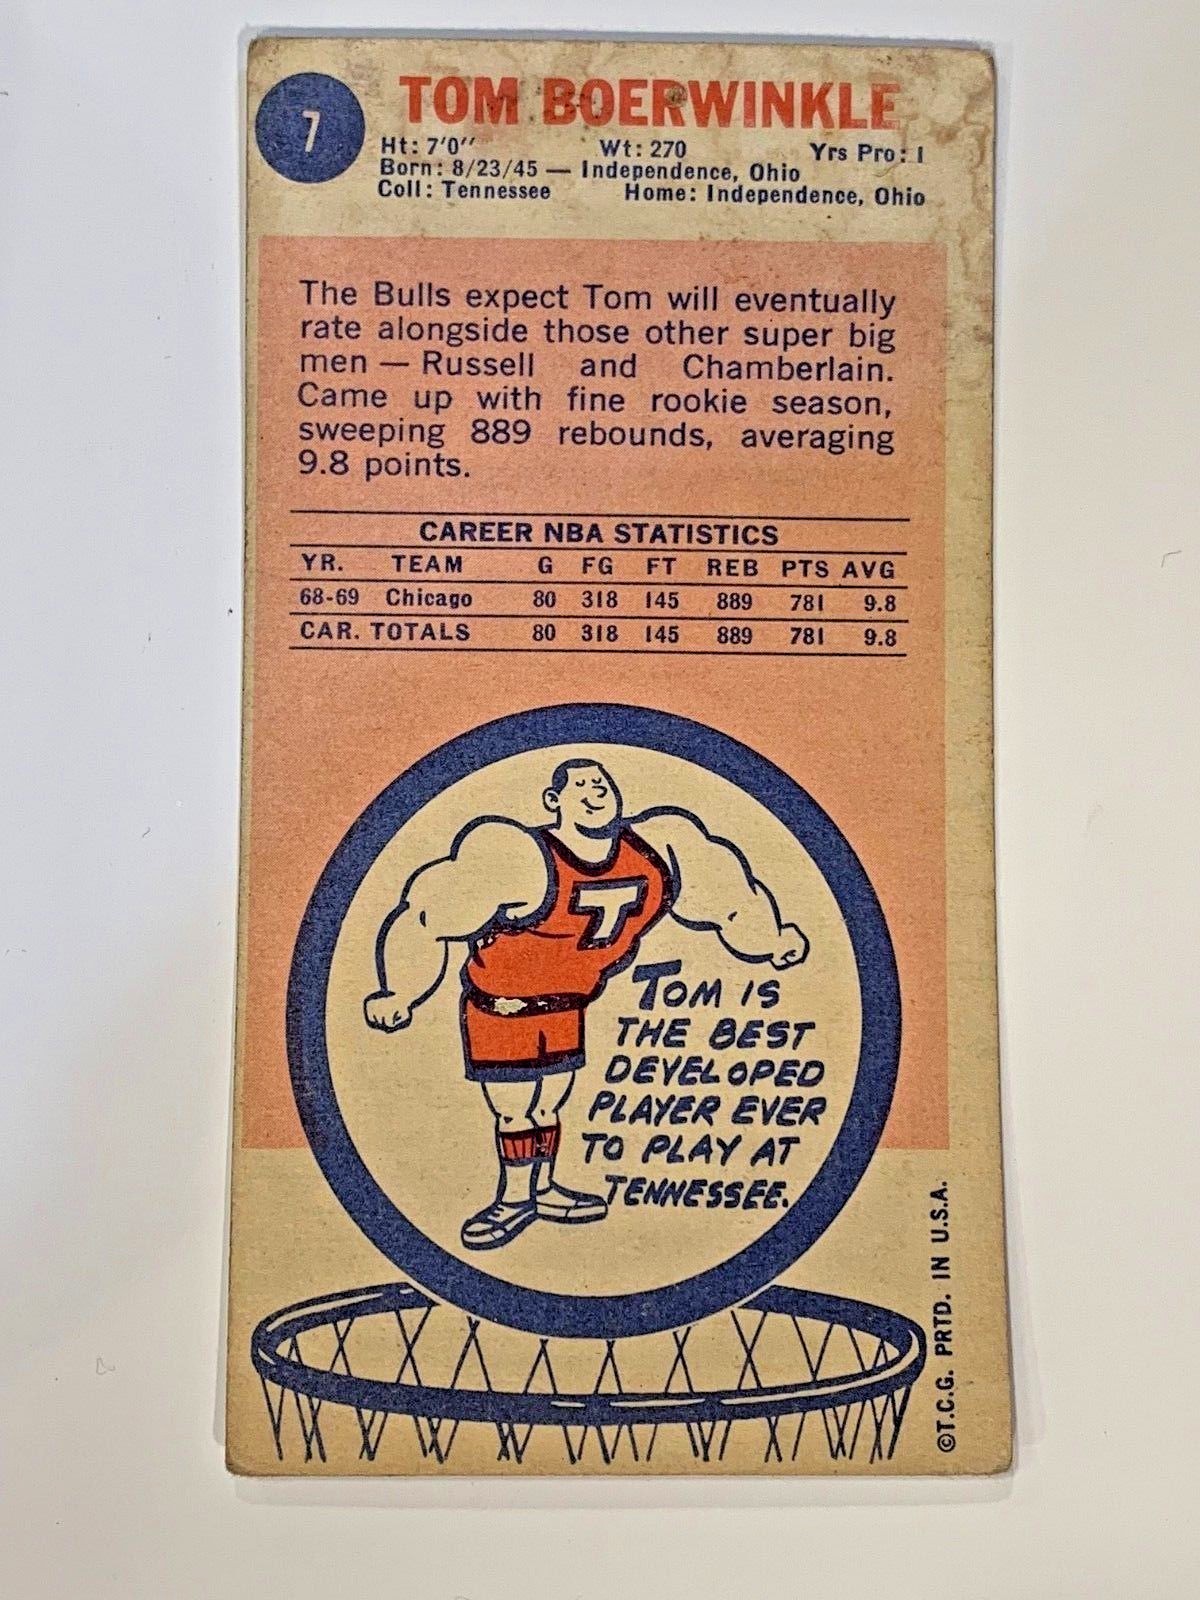 7
TOM BOERWINKLE
Ht: 7'0'' Wt: 270 Yrs Pro: 1
Born: 8/23/45 — Independence, Ohio
Coll: Tennessee Home: Independence, Ohio
The Bulls expect Tom will eventually
rate alongside those other super big
men — Russell and Chamberlain.
Came up with fine rookie season,
sweeping 889 rebounds, averaging
9.8 points.
CAREER NBA STATISTICS
YR. TEAM G FG FT REB PTS AVG
68-69 Chicago 80 318 145 889 781 9.8
CAR. TOTALS 80 318 145 889 781 9.8
T
TOM IS
THE BEST
DEVELOPED
PLAYER EVER
TO PLAY AT
TENNESSEE.
©T.C.G. PRTD. IN U.S.A.